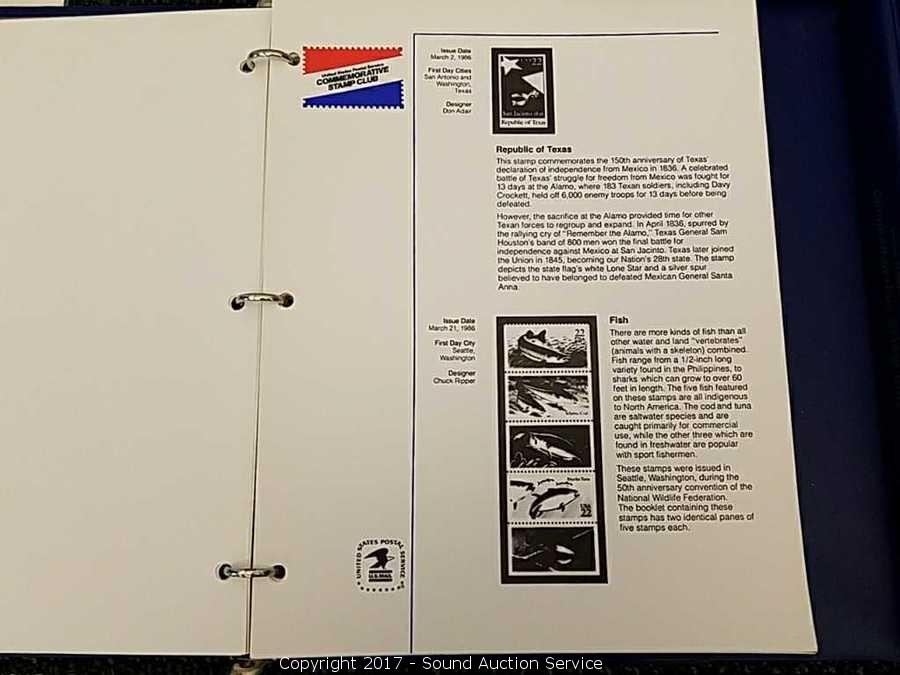 United States Postal Service
COMMEMORATIVE
STAMP CLUB
Issue Date
March 2, 1986
First Day Cities
San Antonio and
Washington,
Texas
Designer
Don Adair
22
San Jacinto 1836
Republic of Texas
Republic of Texas
This stamp commemorates the 150th anniversary of Texas'
declaration of independence from Mexico in 1836. A celebrated
battle of Texas' struggle for freedom from Mexico was fought for
13 days at the Alamo, where 183 Texan soldiers, including Davy
Crockett, held off 6,000 enemy troops for 13 days before being
defeated.
However, the sacrifice at the Alamo provided time for other
Texan forces to regroup and expand. In April 1836, spurred by
the rallying cry of "Remember the Alamo," Texas General Sam
Houston's band of 800 men won the final battle for
independence against Mexico at San Jacinto. Texas later joined
the Union in 1845, becoming our Nation's 28th state. The stamp
depicts the state flag's white Lone Star and a silver spur
believed to have belonged to defeated Mexican General Santa
Anna.
Issue Date
March 21, 1986
First Day City
Seattle,
Washington
Designer
Chuck Ripper
22
Atlantic Cod
Bluefin Tuna
USA
22
Fish
There are more kinds of fish than all
other water and land "vertebrates"
(animals with a skeleton) combined.
Fish range from a 1/2-inch long
variety found in the Philippines, to
sharks which can grow to over 60
feet in length. The five fish featured
on these stamps are all indigenous
to North America. The cod and tuna
are saltwater species and are
caught primarily for commercial
use, while the other three which are
found in freshwater are popular
with sport fishermen.
These stamps were issued in
Seattle, Washington, during the
50th anniversary convention of the
National Wildlife Federation.
The booklet containing these
stamps has two identical panes of
five stamps each.
UNITED STATES POSTAL SERVICE
U.S.MAIL
Copyright 2017 - Sound Auction Service